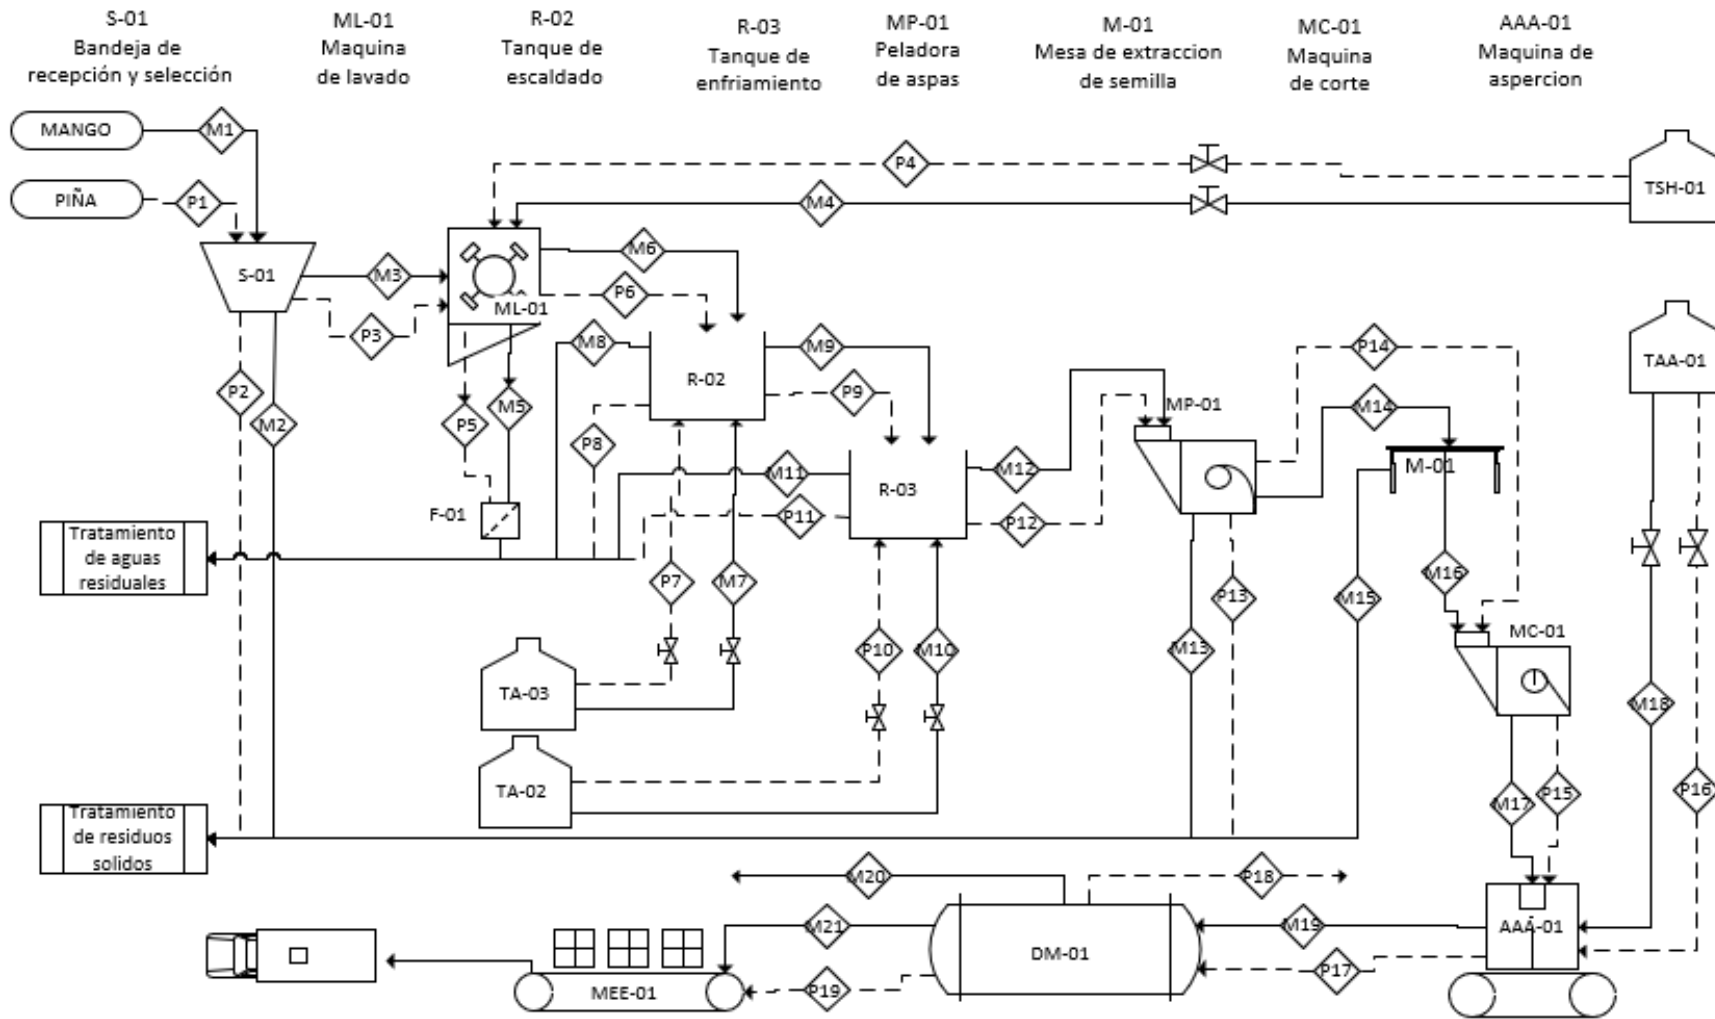 S-01
Bandeja de
recepción y selección
ML-01
Maquina
de lavado
R-02
Tanque de
escaldado
R-03
Tanque de
enfriamiento
MP-01
Peladora
de aspas
M-01
Mesa de extraccion
de semilla
MC-01
Maquina
de corte
AAA-01
Maquina de
aspercion
MANGO
M1
PIÑA
P1
P4
M4
TSH-01
S-01
M3
P3
ML-01
M6
P6
M8
R-02
M9
P9
P14
TAA-01
P2
M2
P5
M5
P8
MP-01
M14
M-01
M11
R-03
M12
P11
P12
F-01
Tratamiento
de aguas
residuales
P7
M7
P13
M15
M16
P10
M10
M13
MC-01
TA-03
M18
TA-02
M17
P15
P16
Tratamiento
de residuos
solidos
M20
P18
M21
DM-01
M19
AAA-01
P17
P19
MEE-01